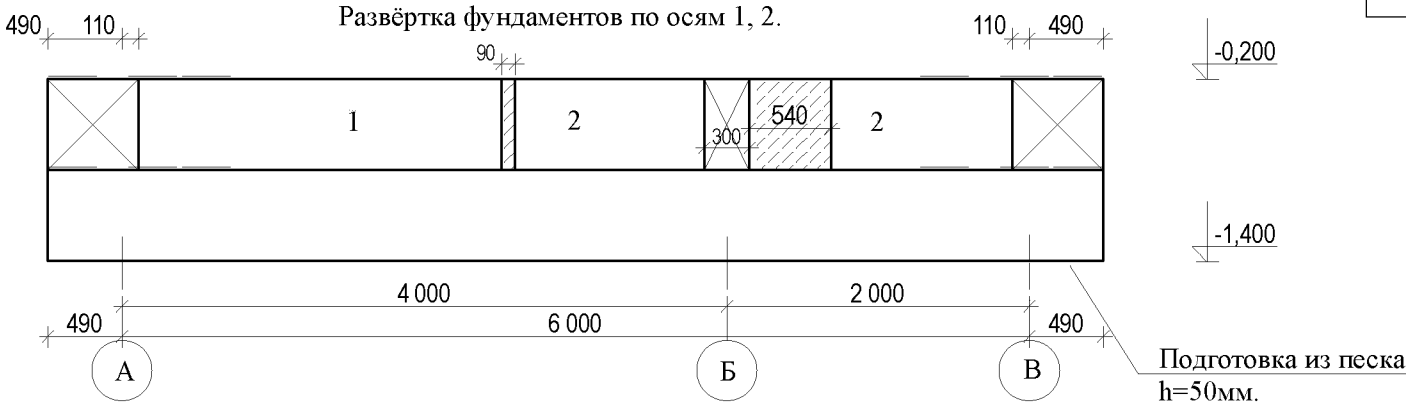 Развёртка фундаментов по осям 1, 2.
490 110 110 490
90
-0,200
1 2 540 2
300
-1,400
4 000 2 000
490 6 000 490
А Б В
Подготовка из песка
h=50мм.